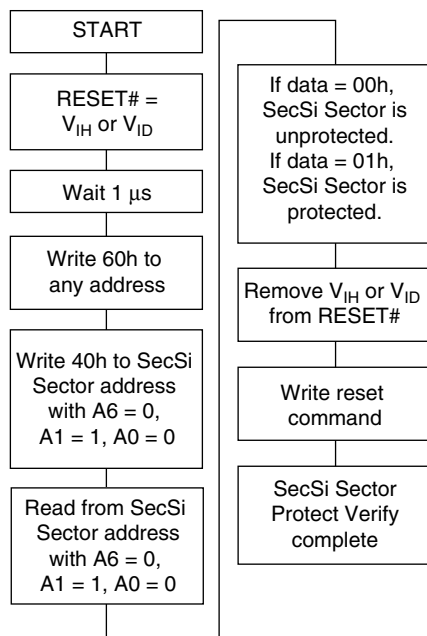 START
RESET# =
VIH or VID
Wait 1 μs
Write 60h to
any address
Write 40h to SecSi
Sector address
with A6 = 0,
A1 = 1, A0 = 0
Read from SecSi
Sector address
with A6 = 0,
A1 = 1, A0 = 0
If data = 00h,
SecSi Sector is
unprotected.
If data = 01h,
SecSi Sector is
protected.
Remove VIH or VID
from RESET#
Write reset
command
SecSi Sector
Protect Verify
complete